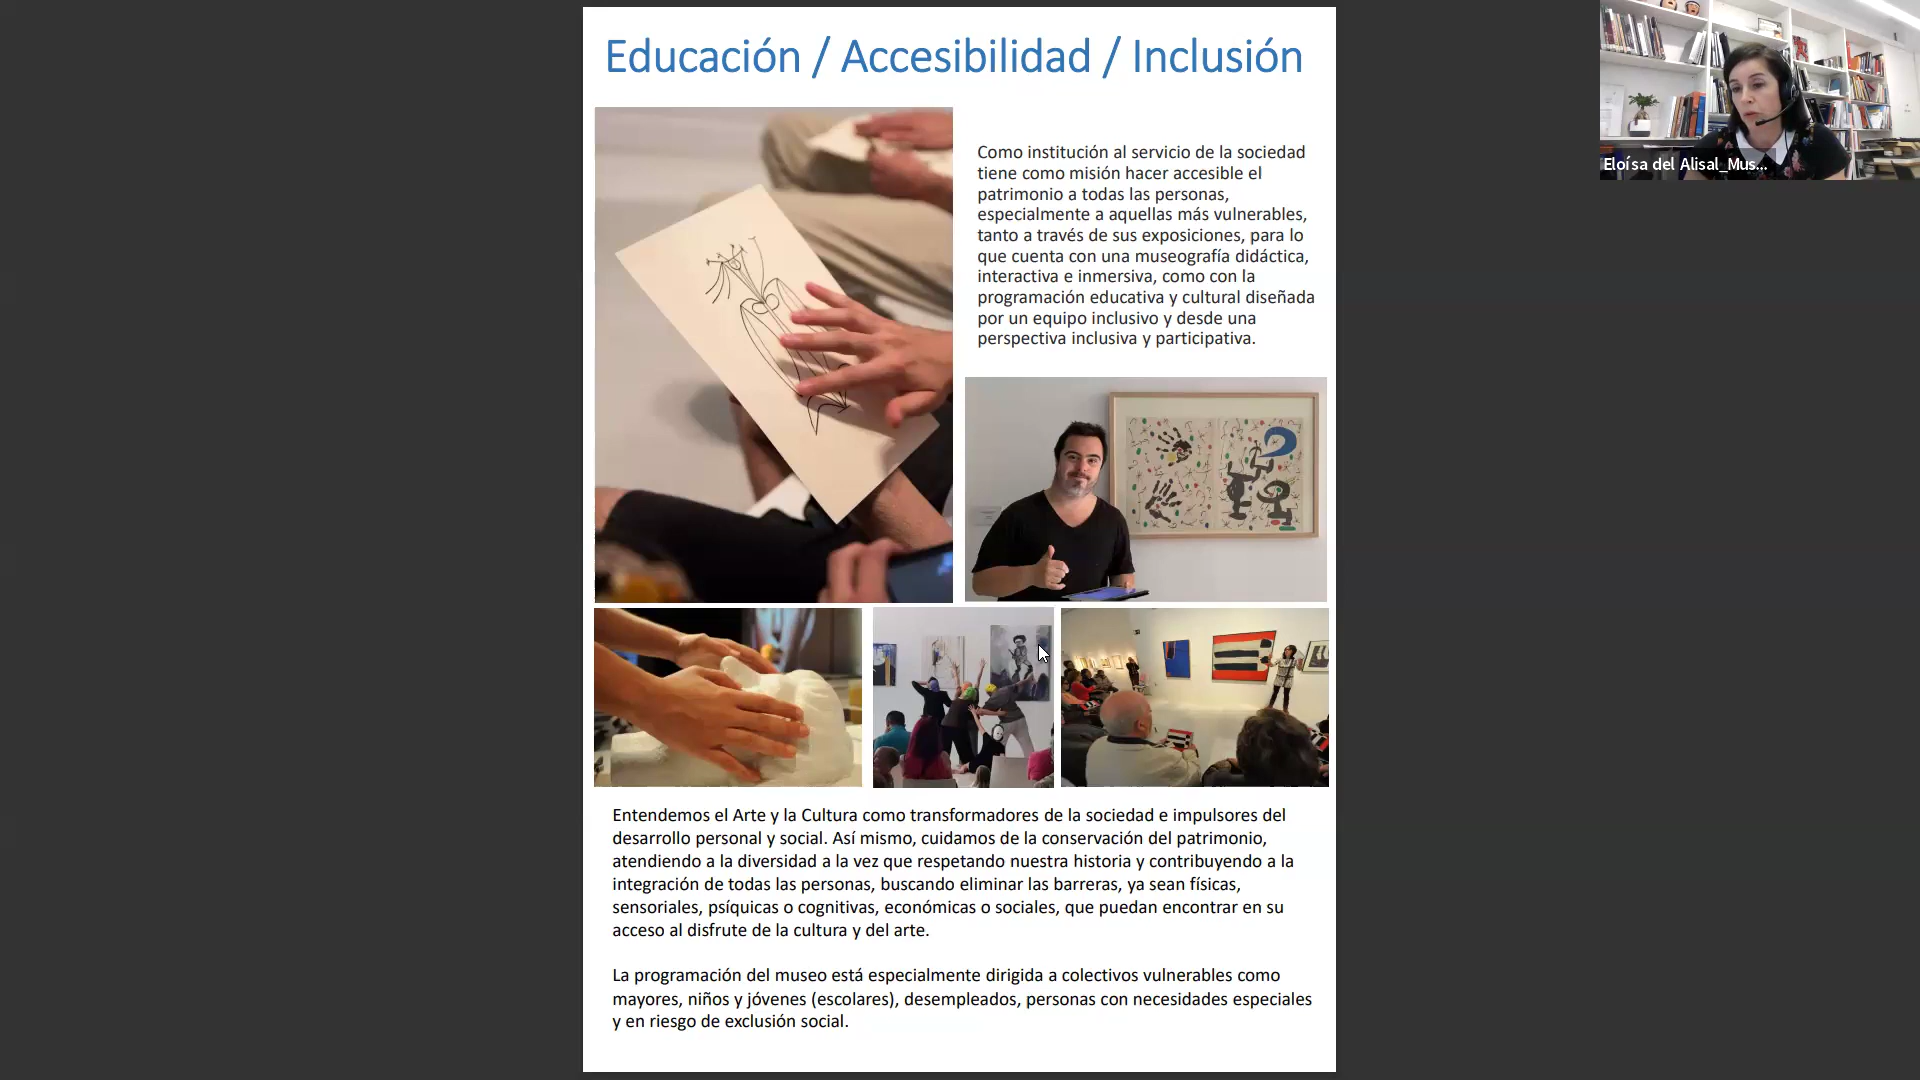 Educación / Accesibilidad / Inclusión
Como institución al servicio de la sociedad
tiene como misión hacer accesible el
patrimonio a todas las personas,
especialmente a aquellas más vulnerables,
tanto a través de sus exposiciones, para lo
que cuenta con una museografía didáctica,
interactiva e inmersiva, como con la
programación educativa y cultural diseñada
por un equipo inclusivo y desde una
perspectiva inclusiva y participativa.
Entendemos el Arte y la Cultura como transformadores de la sociedad e impulsores del
desarrollo personal y social. Así mismo, cuidamos de la conservación del patrimonio,
atendiendo a la diversidad a la vez que respetando nuestra historia y contribuyendo a la
integración de todas las personas, buscando eliminar las barreras, ya sean físicas,
sensoriales, psíquicas o cognitivas, económicas o sociales, que puedan encontrar en su
acceso al disfrute de la cultura y del arte.
La programación del museo está especialmente dirigida a colectivos vulnerables como
mayores, niños y jóvenes (escolares), desempleados, personas con necesidades especiales
y en riesgo de exclusión social.
Eloísa del Alisal_Mus...